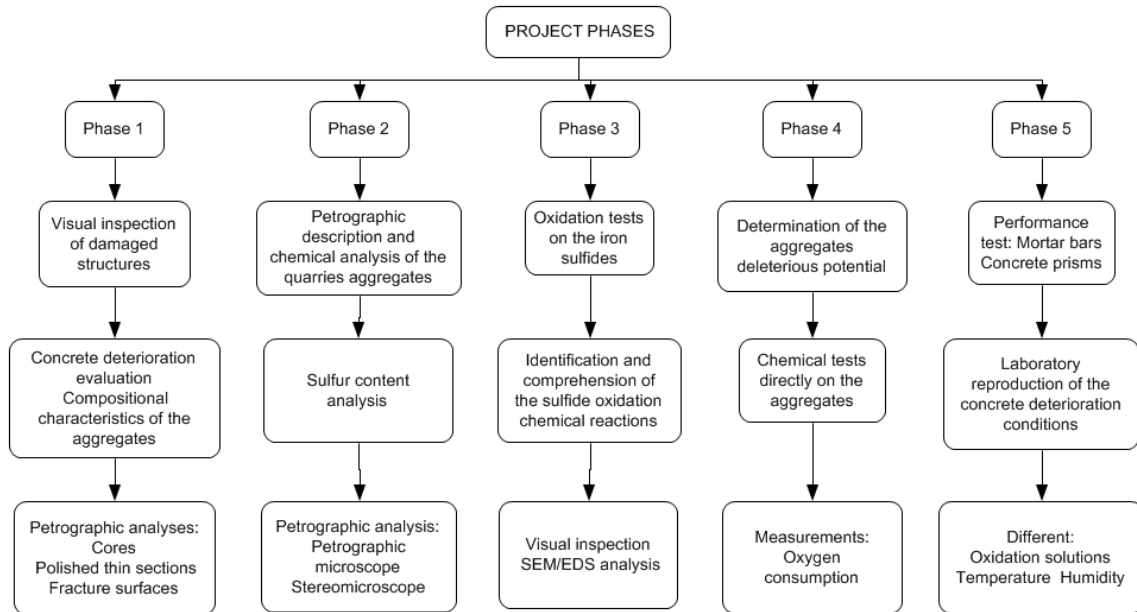 PROJECT PHASES
Phase 1
Phase 2
Phase 3
Phase 4
Phase 5
Visual inspection
of damaged
structures
Petrographic
description and
chemical analysis of the
quarries aggregates
Oxidation tests
on the iron
sulfides
Determination of the
aggregates
deleterious potential
Performance
test: Mortar bars
Concrete prisms
Concrete deterioration
evaluation
Compositional
characteristics of the
aggregates
Sulfur content
analysis
Identification and
comprehension of
the sulfide oxidation
chemical reactions
Chemical tests
directly on the
aggregates
Laboratory
reproduction of the
concrete deterioration
conditions
Petrographic analyses:
Cores
Polished thin sections
Fracture surfaces
Petrographic analysis:
Petrographic
microscope
Stereomicroscope
Visual inspection
SEM/EDS analysis
Measurements:
Oxygen
consumption
Different:
Oxidation solutions
Temperature Humidity